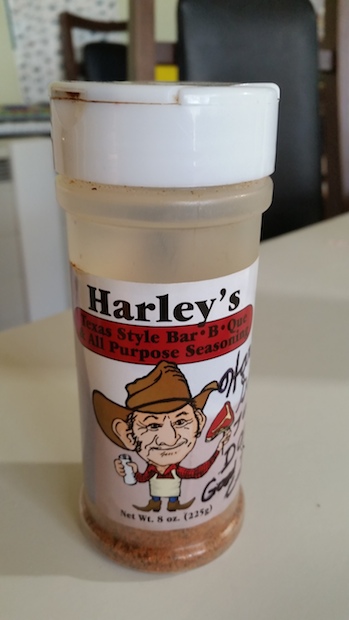 Harley's
Texas Style Bar•B•Que
All Purpose Seasoning
Net Wt. 8 oz. (225g)